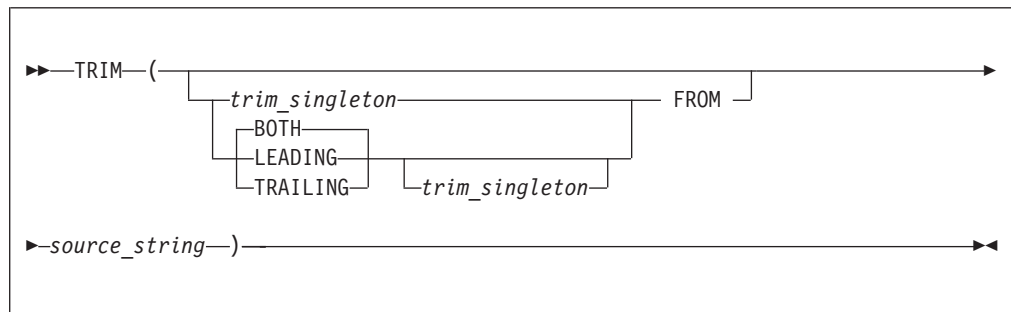 TRIM (
trim_singleton FROM
BOTH
LEADING
TRAILING trim_singleton
source_string )